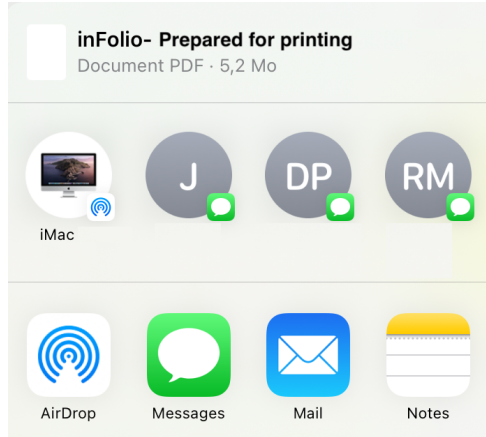 inFolio- Prepared for printing
Document PDF · 5,2 Mo
J DP RM
iMac
AirDrop Messages Mail Notes